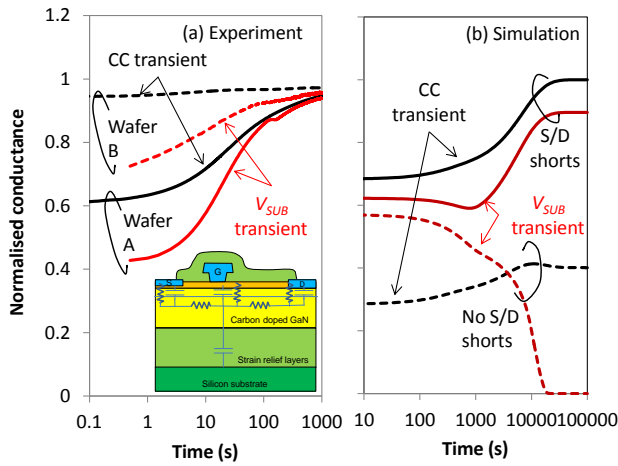 (a) Experiment
(b) Simulation
Normalised conductance
1.2
1
0.8
0.6
0.4
0.2
0
CC transient
Wafer
B
Wafer
A
VSUB
transient
S
G
D
Carbon doped GaN
Strain relief layers
Silicon substrate
0.1
1
10
100
1000
Time (s)
CC
transient
S/D
shorts
VSUB
transient
No S/D
shorts
10
100
1000
10000
100000
Time (s)